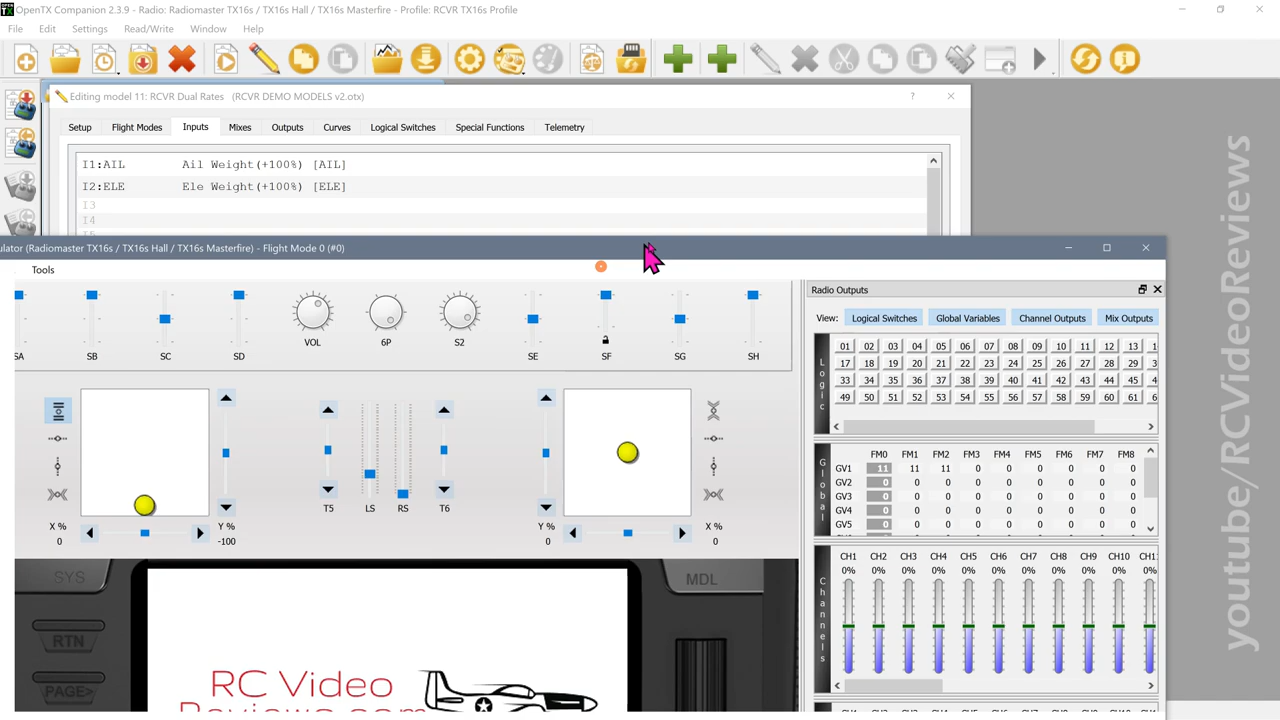 OpenTX Companion 2.3.9 - Radio: Radiomaster TX16s / TX16s Hall / TX16s Masterfire - Profile: RCVR TX16s Profile
File Edit Settings Read/Write Window Help
Editing model 11: RCVR Dual Rates (RCVR DEMO MODELS v2.otx)
Setup Flight Modes Inputs Mixes Outputs Curves Logical Switches Special Functions Telemetry
I1:AIL Ail Weight(+100%) [AIL]
I2:ELE Ele Weight(+100%) [ELE]
I3
I4
ulator (Radiomaster TX16s / TX16s Hall / TX16s Masterfire) - Flight Mode 0 (#0)
Tools
Radio Outputs
View: Logical Switches Global Variables Channel Outputs Mix Outputs
SA SB SC SD VOL 6P S2 SE SF SG SH
Logic
01 02 03 04 05 06 07 08 09 10 11 12 13
17 18 19 20 21 22 23 24 25 26 27 28 29
33 34 35 36 37 38 39 40 41 42 43 44 45
49 50 51 52 53 54 55 56 57 58 59 60 61
Global
FM0 FM1 FM2 FM3 FM4 FM5 FM6 FM7 FM8
GV1 11 11 11 0 0 0 0 0 0
GV2 0 0 0 0 0 0 0 0 0
GV3 0 0 0 0 0 0 0 0 0
GV4 0 0 0 0 0 0 0 0 0
GV5 0 0 0 0 0 0 0 0 0
T5 LS RS T6
X % Y % Y % X %
0 -100 0 0
Channels
CH1 CH2 CH3 CH4 CH5 CH6 CH7 CH8 CH9 CH10 CH11
0% 0% 0% 0% 0% 0% 0% 0% 0% 0% 0%
SYS MDL
RTN
PAGE>
RC Video
Reviews.com
youtube/RCVideoReviews